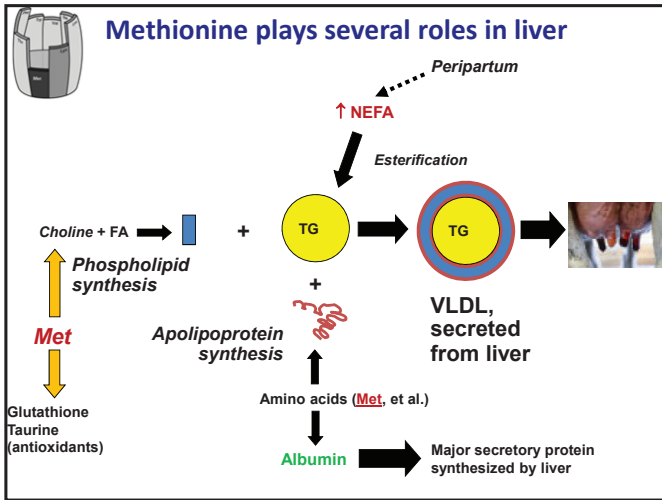 Methionine plays several roles in liver
Met
Peripartum
↑ NEFA
Esterification
Choline + FA
+
TG
TG
Phospholipid
synthesis
+
Apolipoprotein
synthesis
VLDL,
secreted
from liver
Met
Amino acids (Met, et al.)
Glutathione
Taurine
(antioxidants)
Albumin
Major secretory protein
synthesized by liver